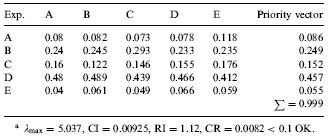 Exp. A B C D E Priority vector
A 0.08 0.082 0.073 0.078 0.118 0.086
B 0.24 0.245 0.293 0.233 0.235 0.249
C 0.16 0.122 0.146 0.155 0.176 0.152
D 0.48 0.489 0.439 0.466 0.412 0.457
E 0.04 0.061 0.049 0.066 0.059 0.055
∑ = 0.999
a λmax = 5.037, CI = 0.00925, RI = 1.12, CR = 0.0082 < 0.1 OK.